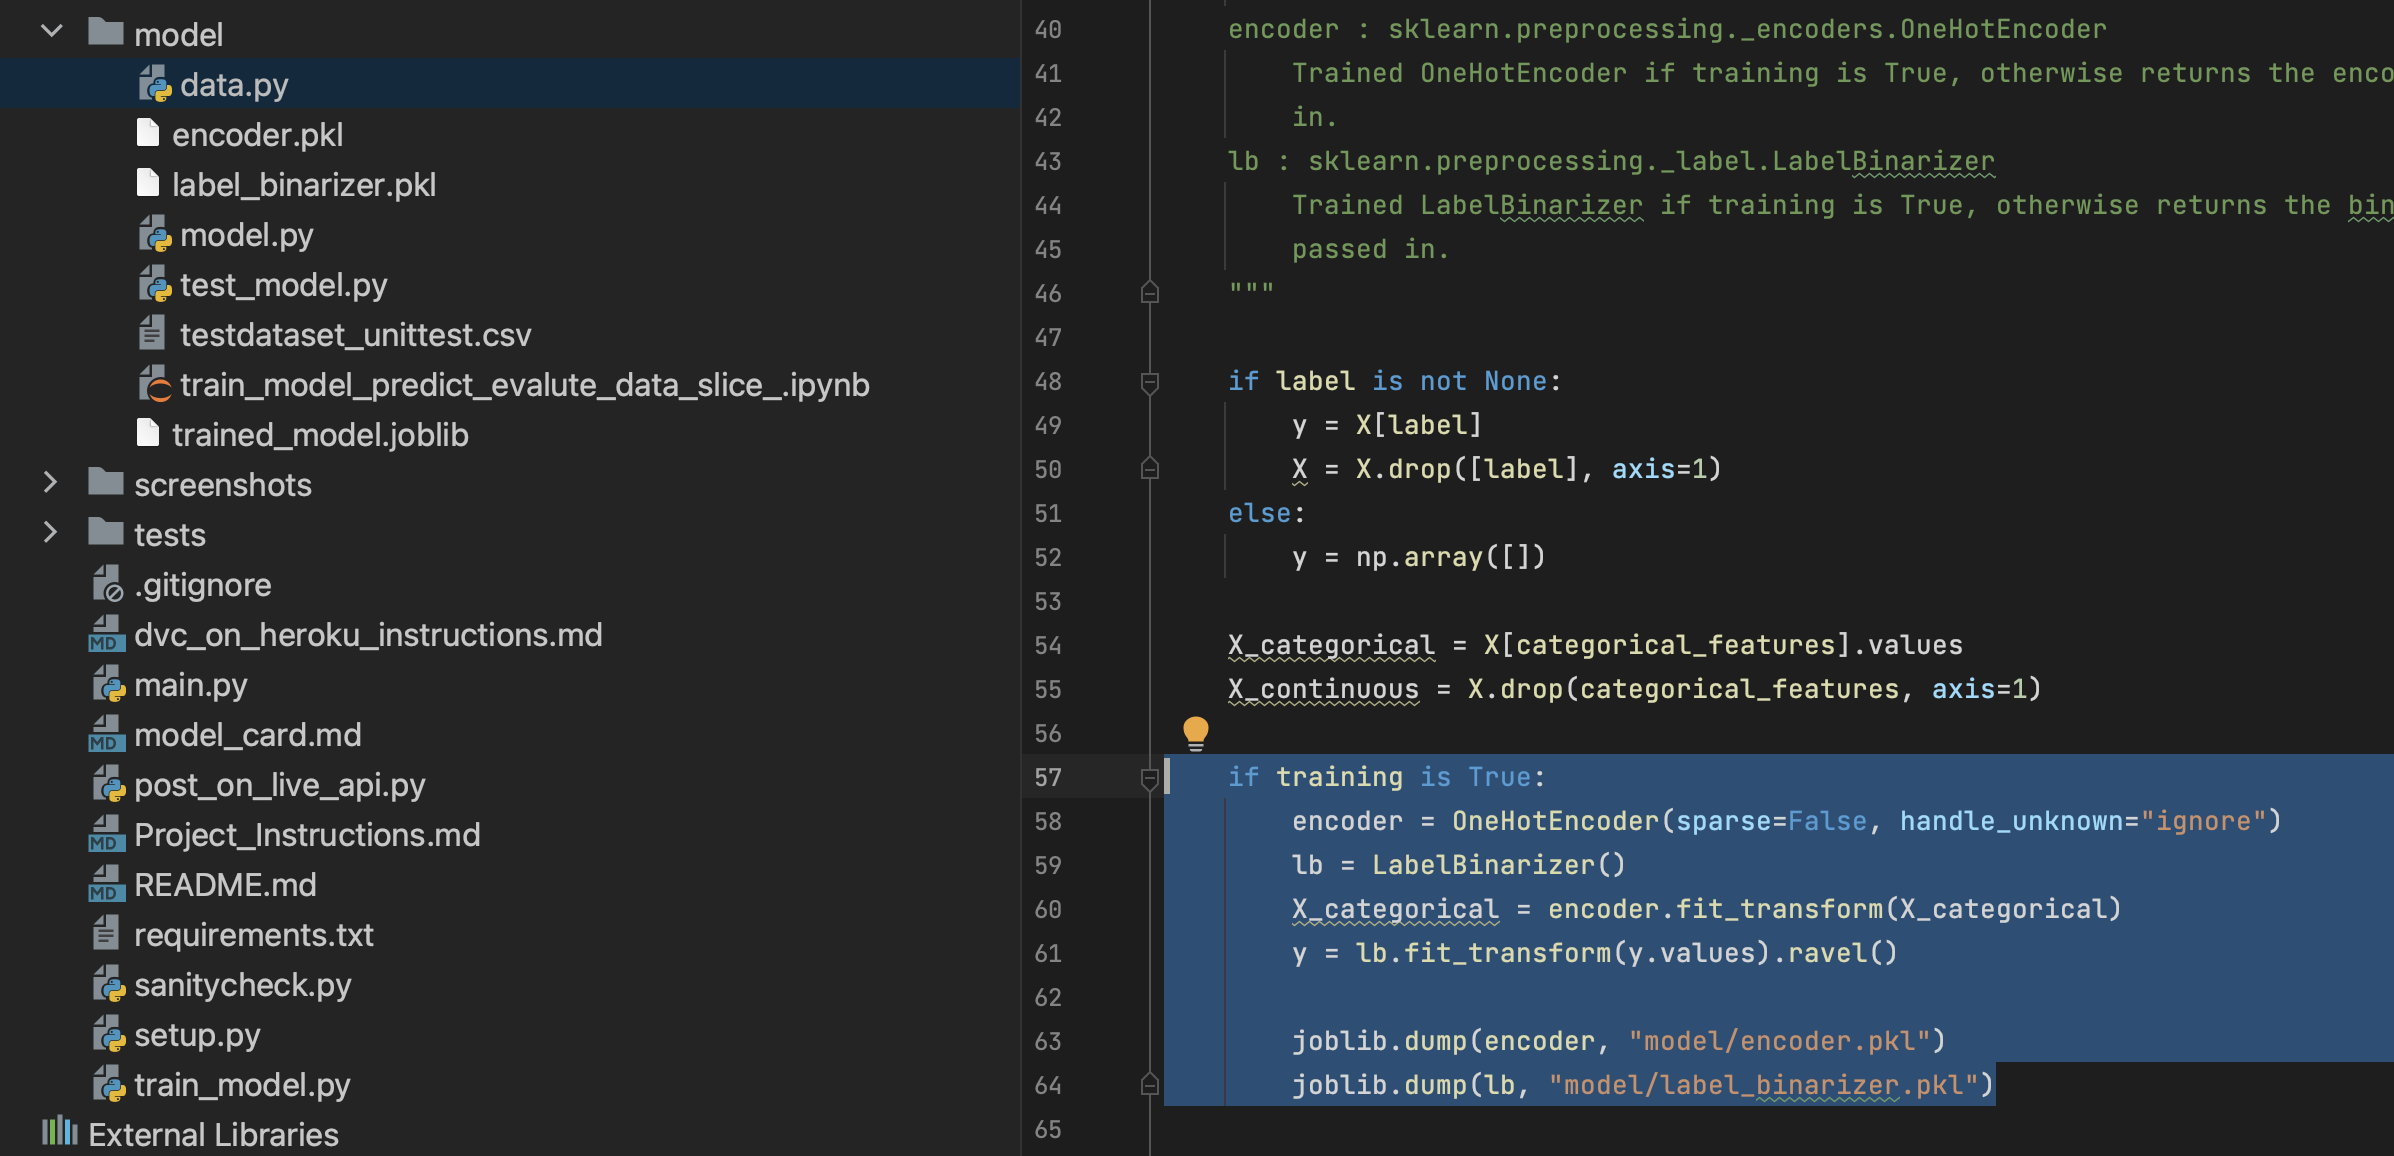 model
data.py
encoder.pkl
label_binarizer.pkl
model.py
test_model.py
testdataset_unittest.csv
train_model_predict_evalute_data_slice_.ipynb
trained_model.joblib
screenshots
tests
.gitignore
dvc_on_heroku_instructions.md
main.py
model_card.md
post_on_live_api.py
Project_Instructions.md
README.md
requirements.txt
sanitycheck.py
setup.py
train_model.py
External Libraries
40 encoder : sklearn.preprocessing._encoders.OneHotEncoder
41 Trained OneHotEncoder if training is True, otherwise returns the enco
42 in.
43 lb : sklearn.preprocessing._label.LabelBinarizer
44 Trained LabelBinarizer if training is True, otherwise returns the bin
45 passed in.
46 """
47
48 if label is not None:
49 y = X[label]
50 X = X.drop([label], axis=1)
51 else:
52 y = np.array([])
53
54 X_categorical = X[categorical_features].values
55 X_continuous = X.drop(categorical_features, axis=1)
56
57 if training is True:
58 encoder = OneHotEncoder(sparse=False, handle_unknown="ignore")
59 lb = LabelBinarizer()
60 X_categorical = encoder.fit_transform(X_categorical)
61 y = lb.fit_transform(y.values).ravel()
62
63 joblib.dump(encoder, "model/encoder.pkl")
64 joblib.dump(lb, "model/label_binarizer.pkl")
65